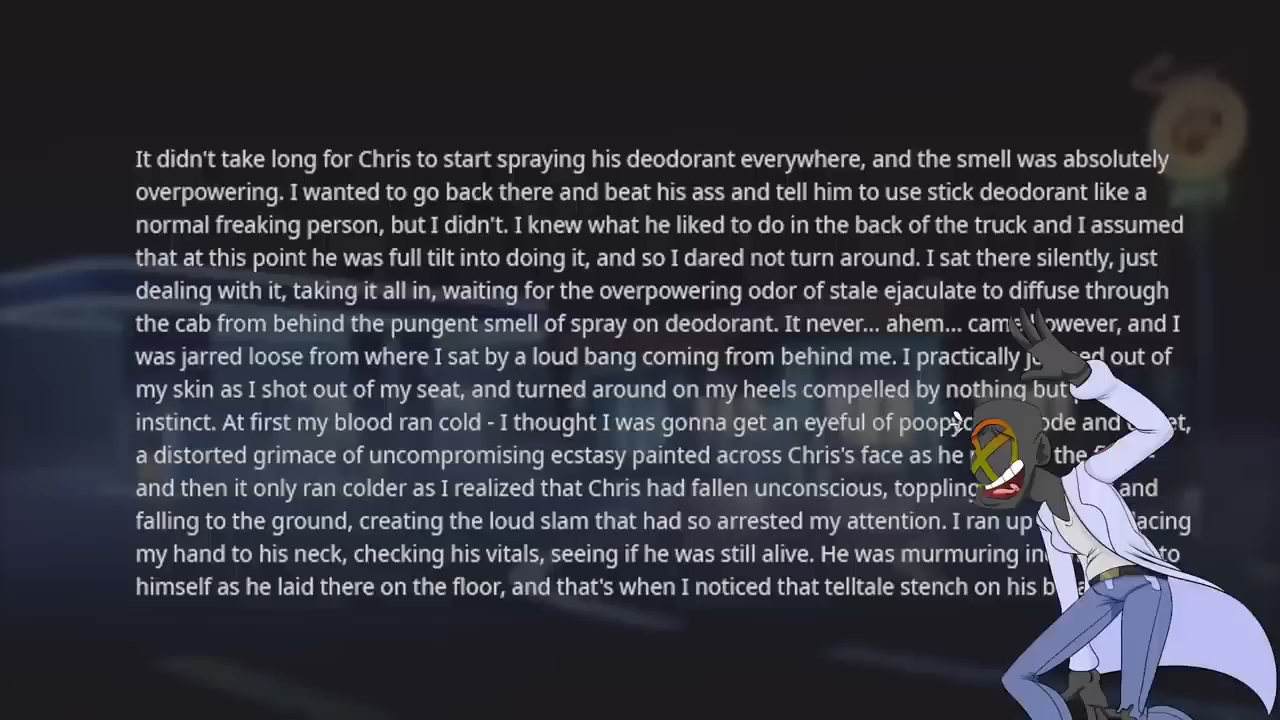 It didn't take long for Chris to start spraying his deodorant everywhere, and the smell was absolutely
overpowering. I wanted to go back there and beat his ass and tell him to use stick deodorant like a
normal freaking person, but I didn't. I knew what he liked to do in the back of the truck and I assumed
that at this point he was full tilt into doing it, and so I dared not turn around. I sat there silently, just
dealing with it, taking it all in, waiting for the overpowering odor of stale ejaculate to diffuse through
the cab from behind the pungent smell of spray on deodorant. It never... ahem... came however, and I
was jarred loose from where I sat by a loud bang coming from behind me. I practically out of
my skin as I shot out of my seat, and turned around on my heels compelled by nothing but
instinct. At first my blood ran cold - I thought I was gonna get an eyeful of and
a distorted grimace of uncompromising ecstasy painted across Chris's face as he the
and then it only ran colder as I realized that Chris had fallen unconscious, toppling and
falling to the ground, creating the loud slam that had so arrested my attention. I ran up
my hand to his neck, checking his vitals, seeing if he was still alive. He was murmuring to
himself as he laid there on the floor, and that's when I noticed that telltale stench on his